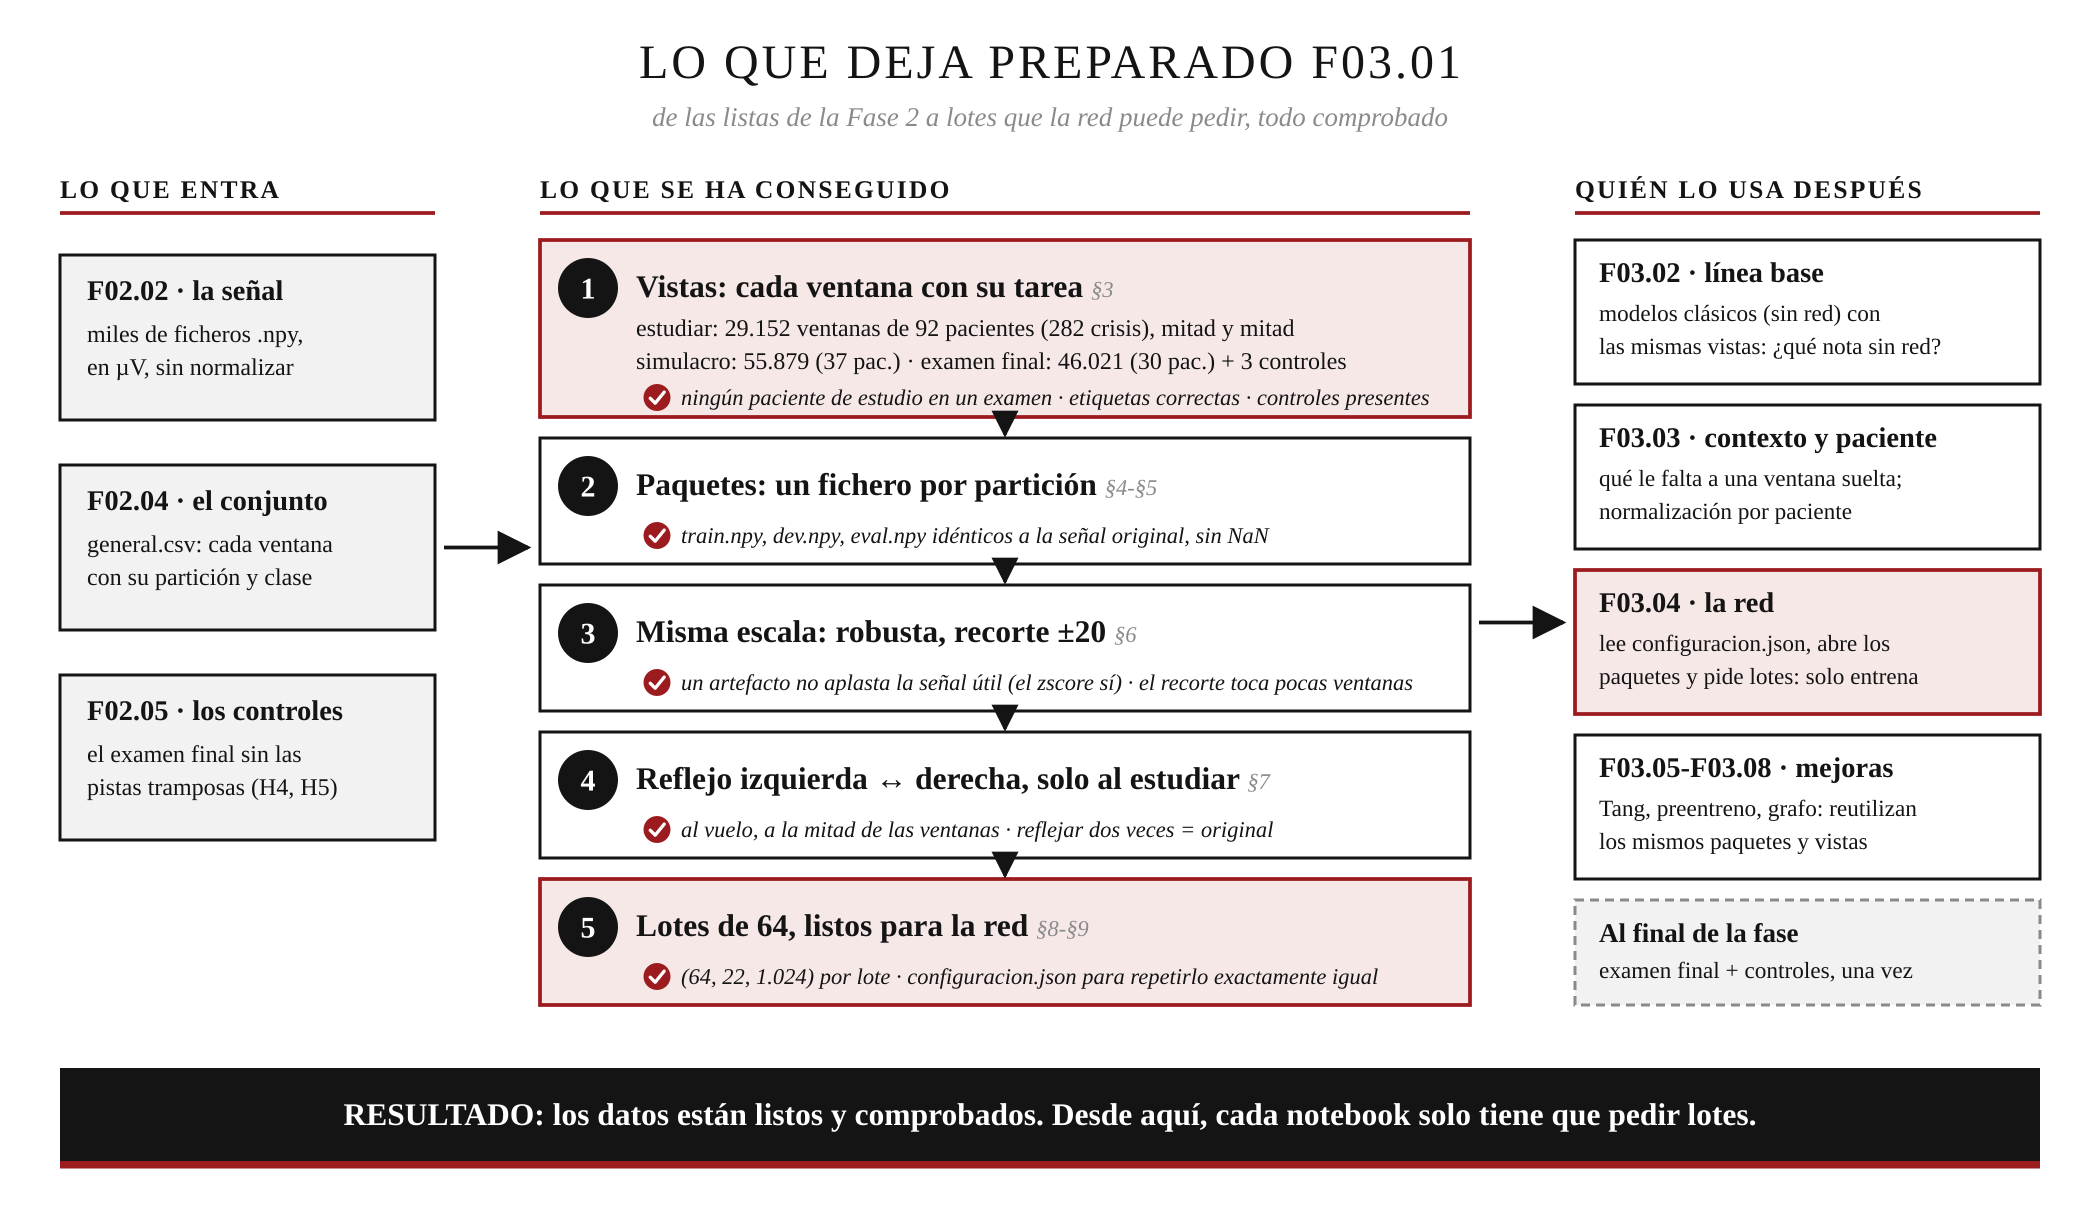 LO QUE DEJA PREPARADO F03.01
de las listas de la Fase 2 a lotes que la red puede pedir, todo comprobado
LO QUE ENTRA
F02.02 · la señal
miles de ficheros .npy,
en µV, sin normalizar
F02.04 · el conjunto
general.csv: cada ventana
con su partición y clase
F02.05 · los controles
el examen final sin las
pistas tramposas (H4, H5)
LO QUE SE HA CONSEGUIDO
1 Vistas: cada ventana con su tarea §3
estudiar: 29.152 ventanas de 92 pacientes (282 crisis), mitad y mitad
simulacro: 55.879 (37 pac.) · examen final: 46.021 (30 pac.) + 3 controles
ningún paciente de estudio en un examen · etiquetas correctas · controles presentes
2 Paquetes: un fichero por partición §4-§5
train.npy, dev.npy, eval.npy idénticos a la señal original, sin NaN
3 Misma escala: robusta, recorte ±20 §6
un artefacto no aplasta la señal útil (el zscore sí) · el recorte toca pocas ventanas
4 Reflejo izquierda ↔ derecha, solo al estudiar §7
al vuelo, a la mitad de las ventanas · reflejar dos veces = original
5 Lotes de 64, listos para la red §8-§9
(64, 22, 1.024) por lote · configuracion.json para repetirlo exactamente igual
QUIÉN LO USA DESPUÉS
F03.02 · línea base
modelos clásicos (sin red) con
las mismas vistas: ¿qué nota sin red?
F03.03 · contexto y paciente
qué le falta a una ventana suelta;
normalización por paciente
F03.04 · la red
lee configuracion.json, abre los
paquetes y pide lotes: solo entrena
F03.05-F03.08 · mejoras
Tang, preentreno, grafo: reutilizan
los mismos paquetes y vistas
Al final de la fase
examen final + controles, una vez
RESULTADO: los datos están listos y comprobados. Desde aquí, cada notebook solo tiene que pedir lotes.